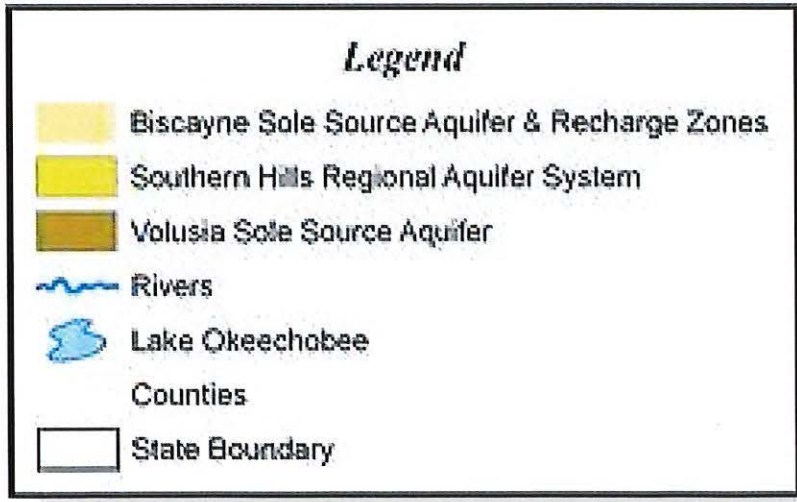 Legend
Biscayne Sole Source Aquifer & Recharge Zones
Southern Hills Regional Aquifer System
Volusia Sole Source Aquifer
Rivers
Lake Okeechobee
Counties
State Boundary